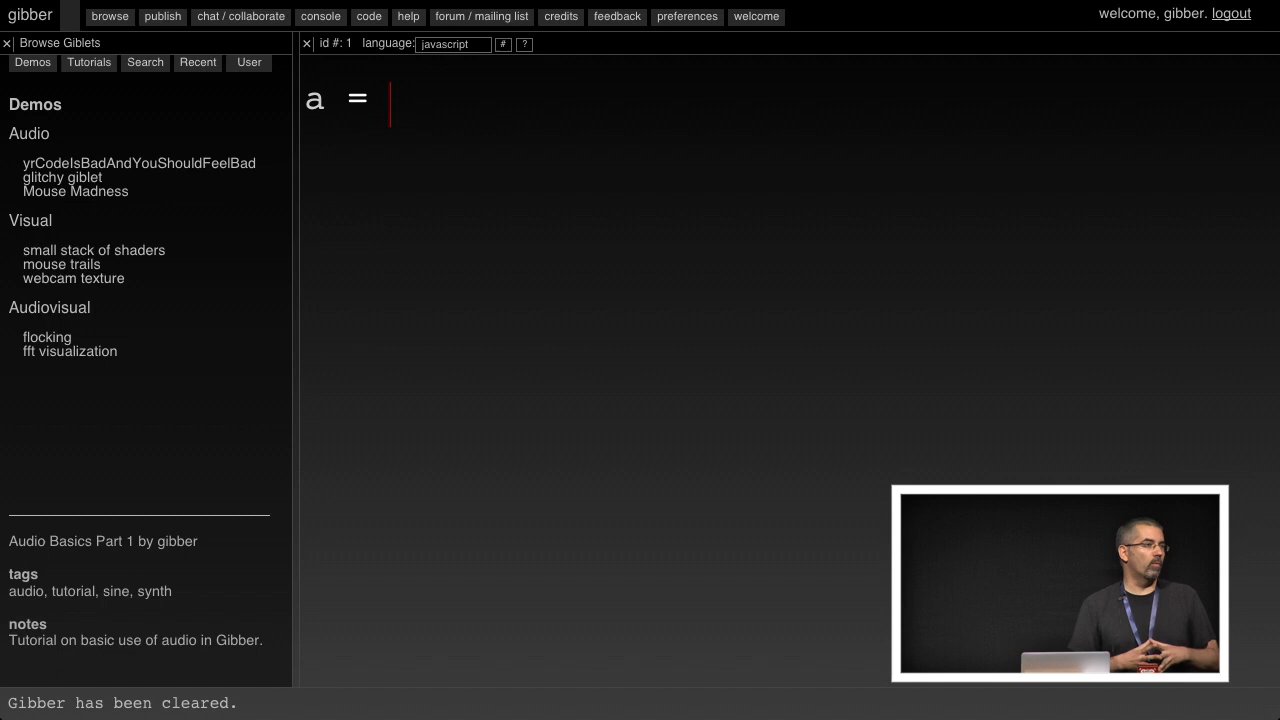 gibber
browse publish chat / collaborate console code help forum / mailing list credits feedback preferences welcome
welcome, gibber. logout
× Browse Giblets
Demos Tutorials Search Recent User
Demos
Audio
yrCodeIsBadAndYouShouldFeelBad
glitchy giblet
Mouse Madness
Visual
small stack of shaders
mouse trails
webcam texture
Audiovisual
flocking
fft visualization
Audio Basics Part 1 by gibber
tags
audio, tutorial, sine, synth
notes
Tutorial on basic use of audio in Gibber.
× id #: 1 language: javascript # ?
a =
Gibber has been cleared.